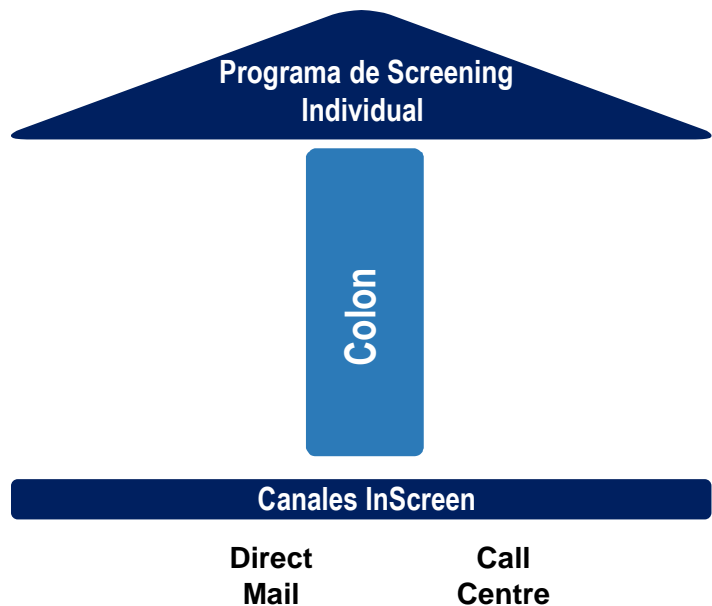 Programa de Screening
Individual
Colon
Canales InScreen
Direct
Mail
Call
Centre